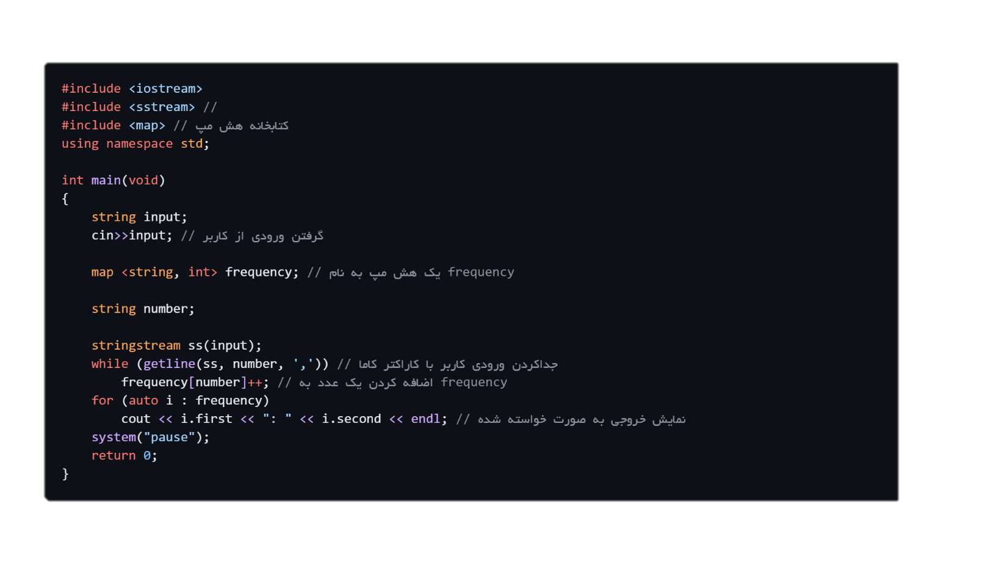 #include <iostream>
#include <sstream> //
#include <map> // کتابخانه هش مپ
using namespace std;
int main(void)
{
string input;
cin>>input; // گرفتن ورودی از کاربر
map <string, int> frequency; // یک هش مپ به نام frequency
string number;
stringstream ss(input);
while (getline(ss, number, ',')) // جداکردن ورودی کاربر با کاراکتر کاما
frequency[number]++; // اضافه کردن یک عدد به frequency
for (auto i : frequency)
cout << i.first << ": " << i.second << endl; // نمایش خروجی به صورت خواسته شده
system("pause");
return 0;
}